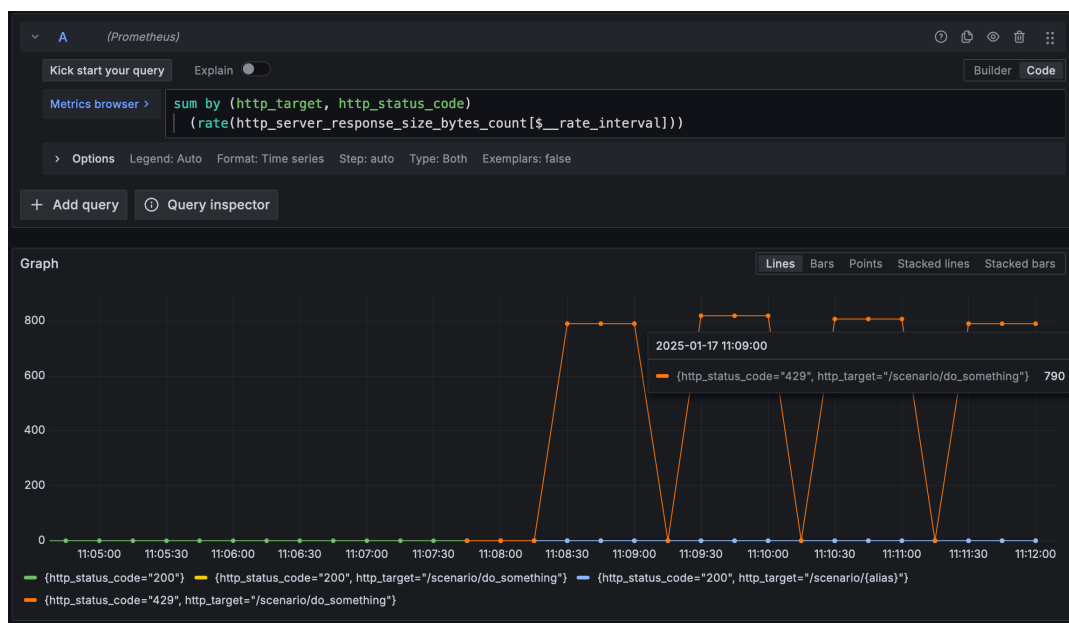 A (Prometheus)
Kick start your query Explain Builder Code
Metrics browser > sum by (http_target, http_status_code)
(rate(http_server_response_size_bytes_count[$__rate_interval]))
> Options Legend: Auto Format: Time series Step: auto Type: Both Exemplars: false
+ Add query Query inspector
Graph Lines Bars Points Stacked lines Stacked bars
800
2025-01-17 11:09:00
600
{http_status_code="429", http_target="/scenario/do_something"} 790
400
200
0
11:05:00 11:05:30 11:06:00 11:06:30 11:07:00 11:07:30 11:08:00 11:08:30 11:09:00 11:09:30 11:10:00 11:10:30 11:11:00 11:11:30 11:12:00
{http_status_code="200"} {http_status_code="200", http_target="/scenario/do_something"} {http_status_code="200", http_target="/scenario/{alias}"}
{http_status_code="429", http_target="/scenario/do_something"}